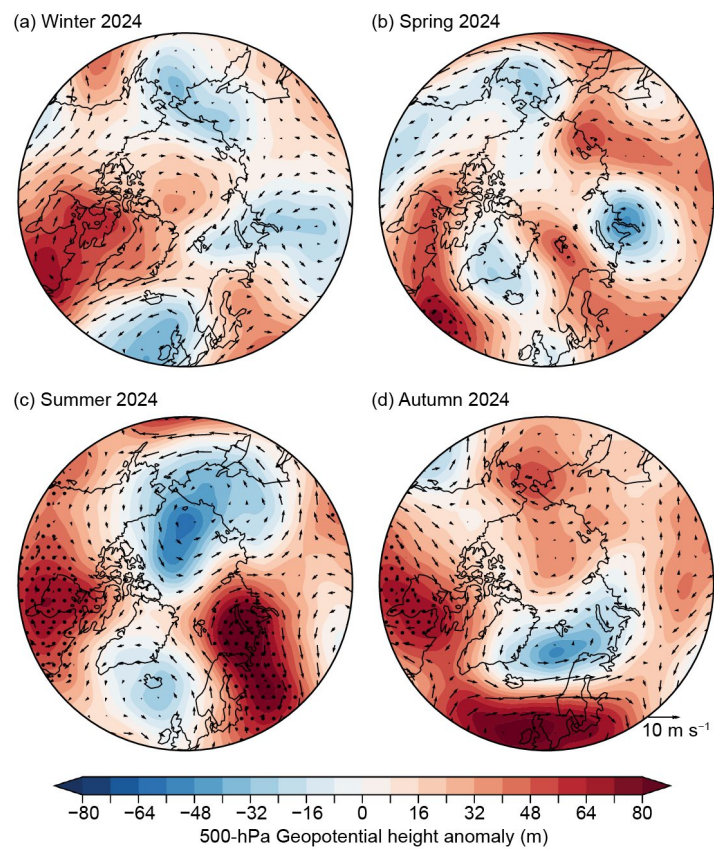 (a) Winter 2024
(b) Spring 2024
(c) Summer 2024
(d) Autumn 2024
10 m s⁻¹
−80 −64 −48 −32 −16 0 16 32 48 64 80
500-hPa Geopotential height anomaly (m)